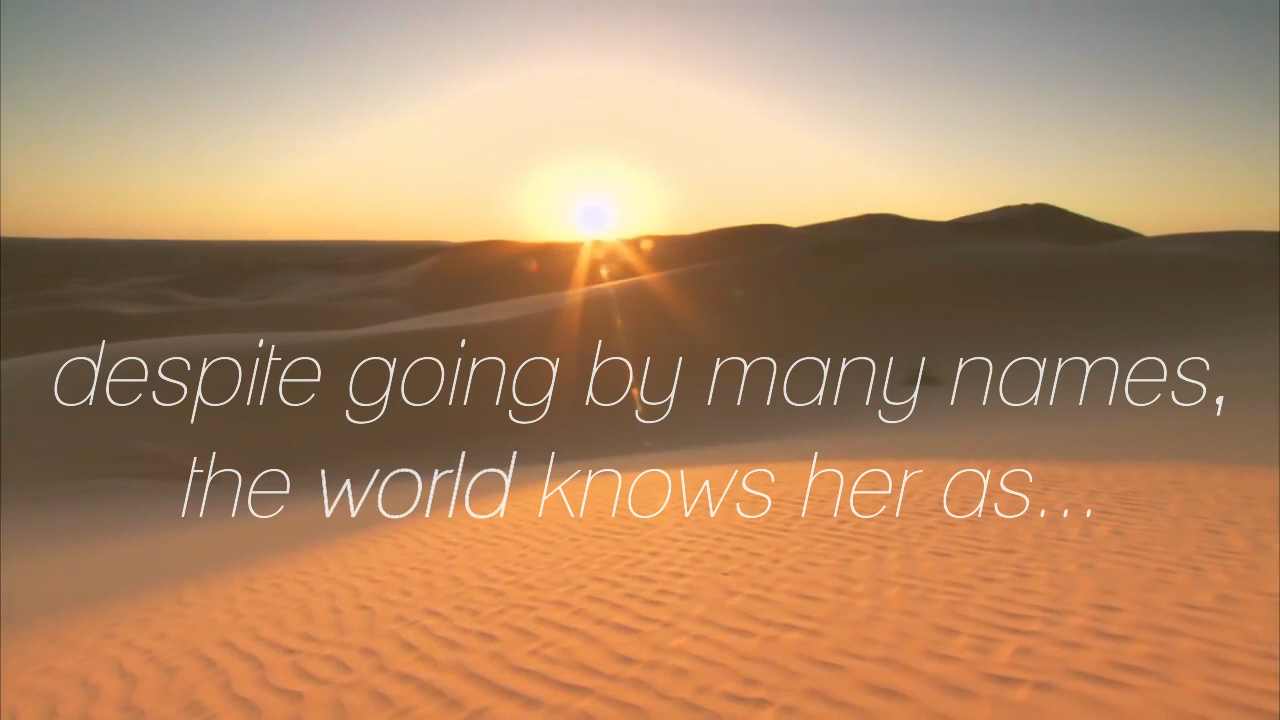 despite going by many names,
the world knows her as...